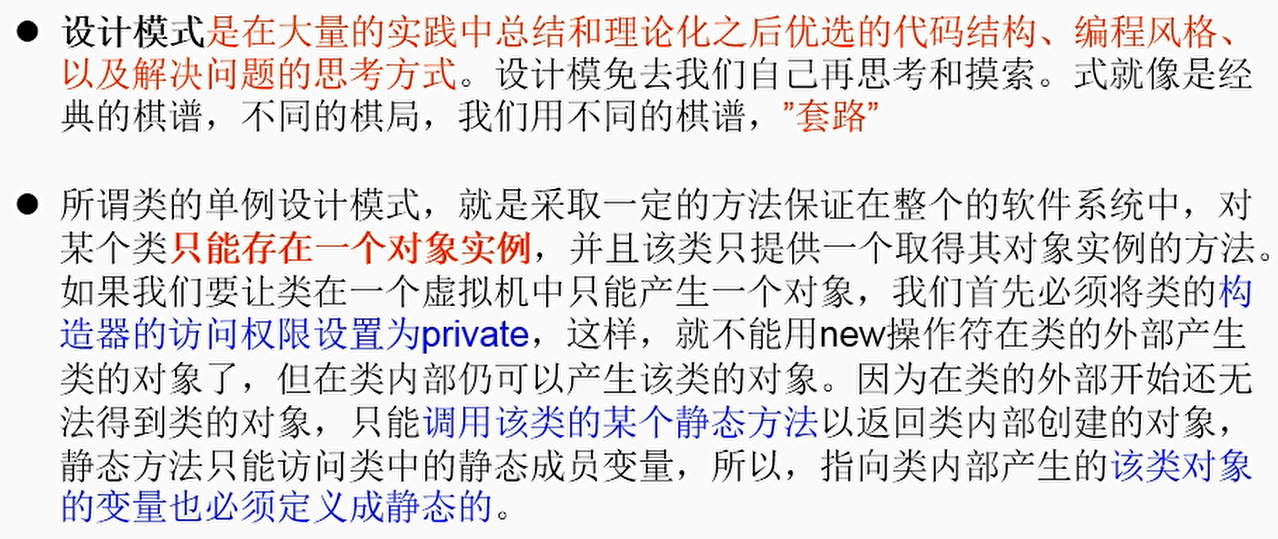 ● 设计模式是在大量的实践中总结和理论化之后优选的代码结构、编程风格、
以及解决问题的思考方式。设计模免去我们自己再思考和摸索。式就像是经
典的棋谱，不同的棋局，我们用不同的棋谱，”套路”
● 所谓类的单例设计模式，就是采取一定的方法保证在整个的软件系统中，对
某个类只能存在一个对象实例，并且该类只提供一个取得其对象实例的方法。
如果我们要让类在一个虚拟机中只能产生一个对象，我们首先必须将类的构
造器的访问权限设置为private，这样，就不能用new操作符在类的外部产生
类的对象了，但在类内部仍可以产生该类的对象。因为在类的外部开始还无
法得到类的对象，只能调用该类的某个静态方法以返回类内部创建的对象，
静态方法只能访问类中的静态成员变量，所以，指向类内部产生的该类对象
的变量也必须定义成静态的。